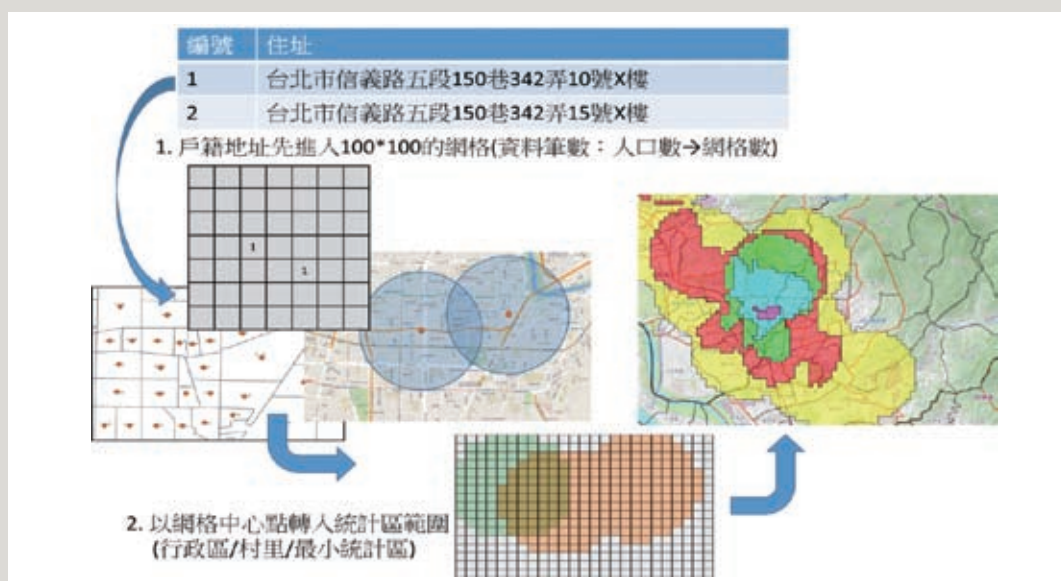 編號 住址
1 台北市信義路五段150巷342弄10號X樓
2 台北市信義路五段150巷342弄15號X樓
1. 戶籍地址先進入100*100的網格(資料筆數：人口數→網格數)
1
1
2. 以網格中心點轉入統計區範圍
(行政區/村里/最小統計區)